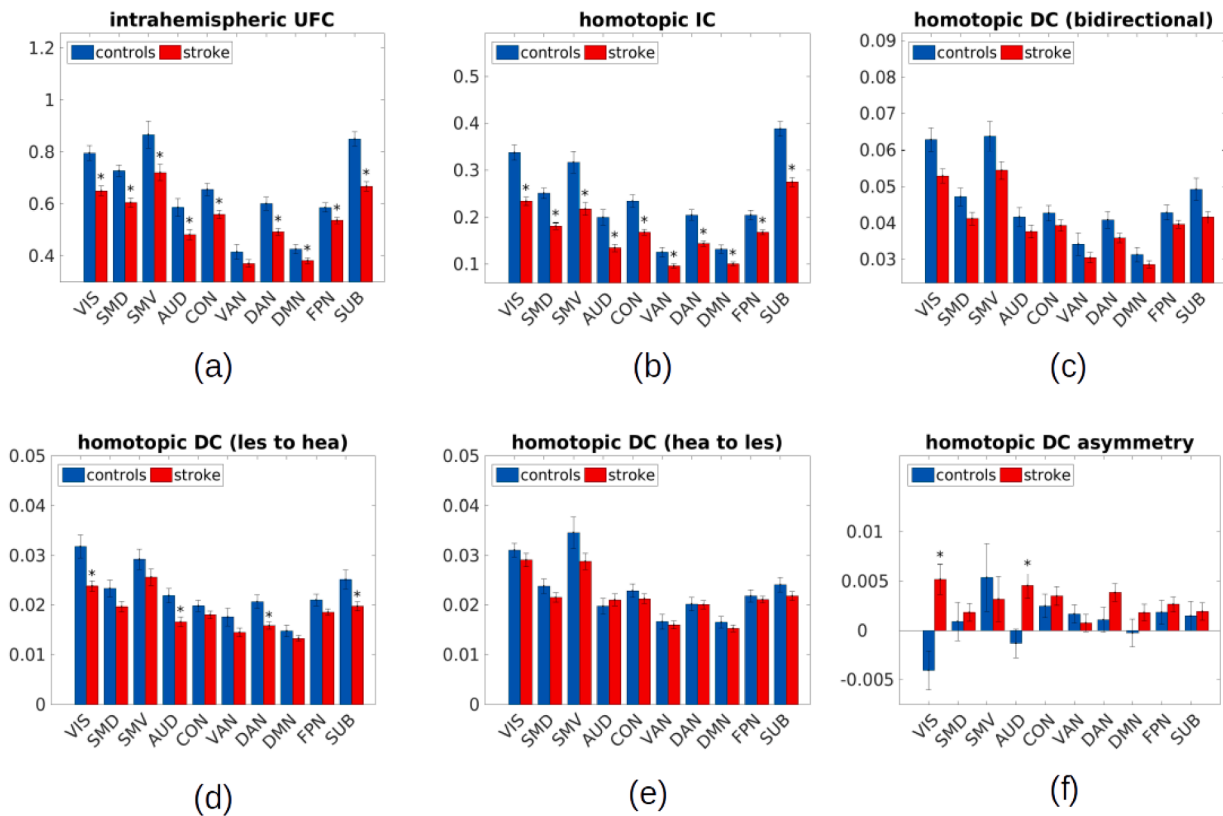 intrahemispheric UFC
controls stroke
1.2
1
0.8
0.6
0.4
VIS SMD SMV AUD CON VAN DAN DMN FPN SUB
* * * * * * * * *
(a)
homotopic IC
controls stroke
0.5
0.4
0.3
0.2
0.1
VIS SMD SMV AUD CON VAN DAN DMN FPN SUB
* * * * * * * * * *
(b)
homotopic DC (bidirectional)
controls stroke
0.09
0.08
0.07
0.06
0.05
0.04
0.03
VIS SMD SMV AUD CON VAN DAN DMN FPN SUB
(c)
homotopic DC (les to hea)
controls stroke
0.05
0.04
0.03
0.02
0.01
0
VIS SMD SMV AUD CON VAN DAN DMN FPN SUB
* * * *
(d)
homotopic DC (hea to les)
controls stroke
0.05
0.04
0.03
0.02
0.01
0
VIS SMD SMV AUD CON VAN DAN DMN FPN SUB
(e)
homotopic DC asymmetry
controls stroke
0.01
0.005
0
-0.005
VIS SMD SMV AUD CON VAN DAN DMN FPN SUB
* *
(f)